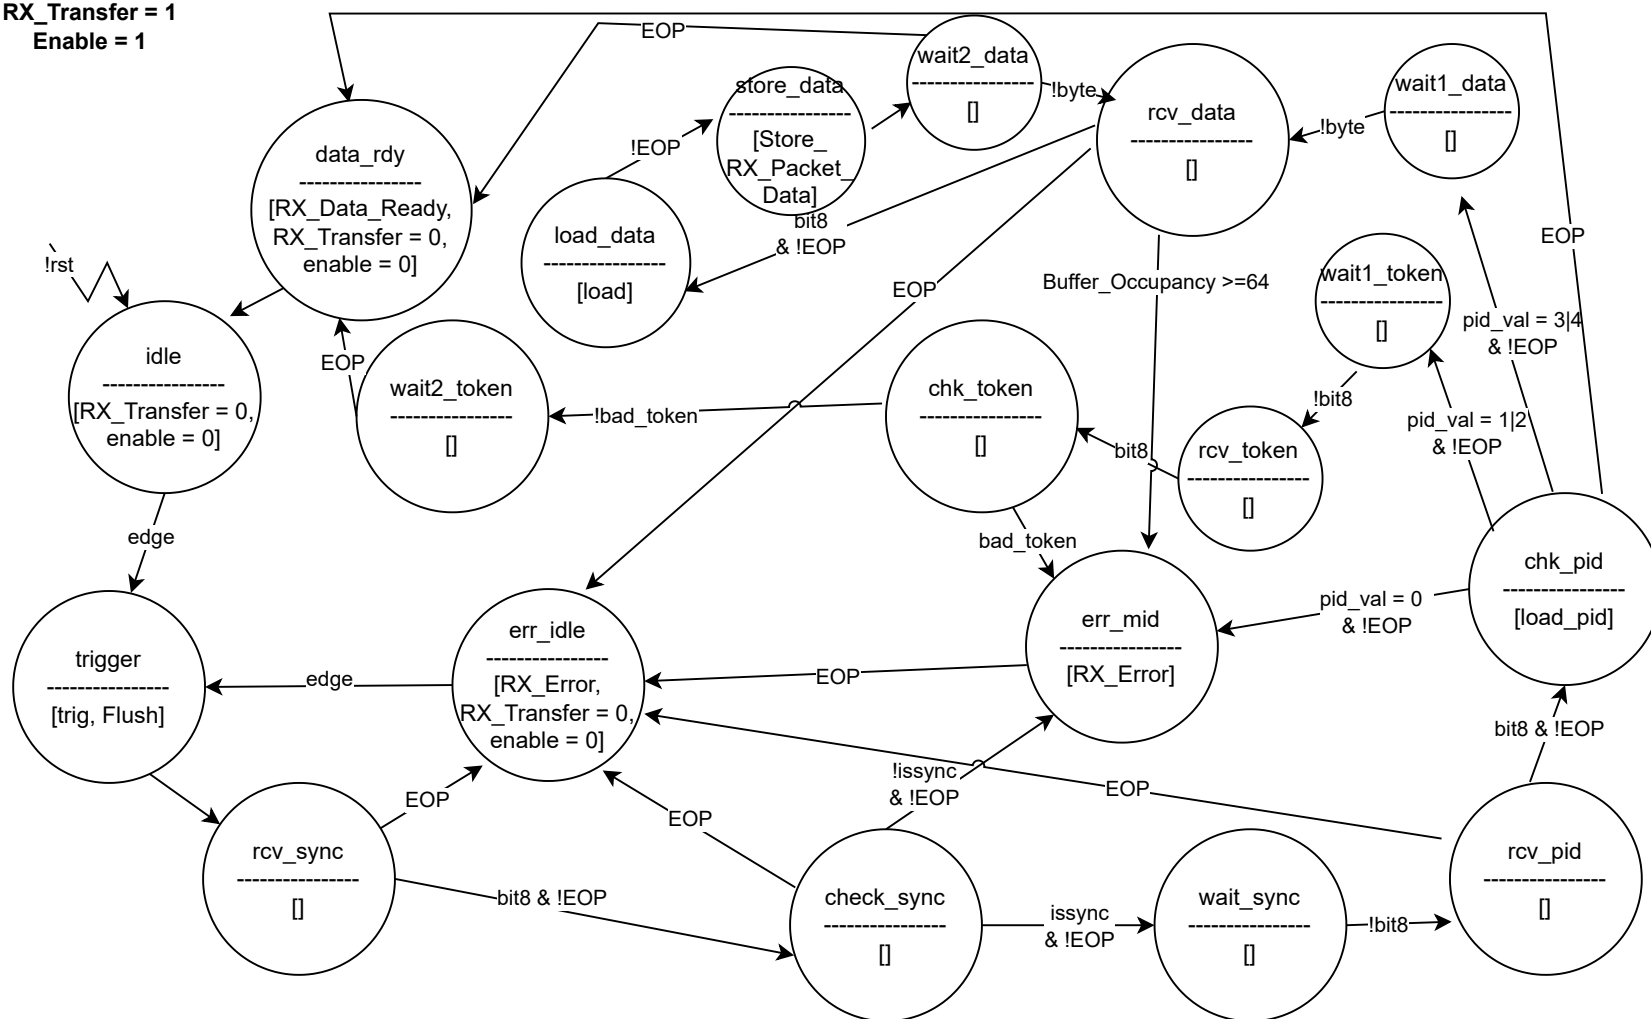 RX_Transfer = 1
Enable = 1
EOP
wait2_data
-------------------
[]
store_data
-------------------
[Store_
RX_Packet_
Data]
!byte
rcv_data
-------------------
[]
!byte
wait1_data
-------------------
[]
data_rdy
-------------------
[RX_Data_Ready,
RX_Transfer = 0,
enable = 0]
!EOP
load_data
-------------------
[load]
bit8
& !EOP
EOP
Buffer_Occupancy >=64
wait1_token
-------------------
[]
EOP
pid_val = 3|4
& !EOP
!rst
idle
-------------------
[RX_Transfer = 0,
enable = 0]
EOP
wait2_token
-------------------
[]
!bad_token
chk_token
-------------------
[]
bit8
!bit8
rcv_token
-------------------
[]
pid_val = 1|2
& !EOP
edge
bad_token
chk_pid
-------------------
[load_pid]
pid_val = 0
& !EOP
trigger
-------------------
[trig, Flush]
edge
err_idle
-------------------
[RX_Error,
RX_Transfer = 0,
enable = 0]
EOP
err_mid
-------------------
[RX_Error]
bit8 & !EOP
EOP
!issync
& !EOP
EOP
EOP
rcv_sync
-------------------
[]
bit8 & !EOP
check_sync
-------------------
[]
issync
& !EOP
wait_sync
-------------------
[]
!bit8
rcv_pid
-------------------
[]